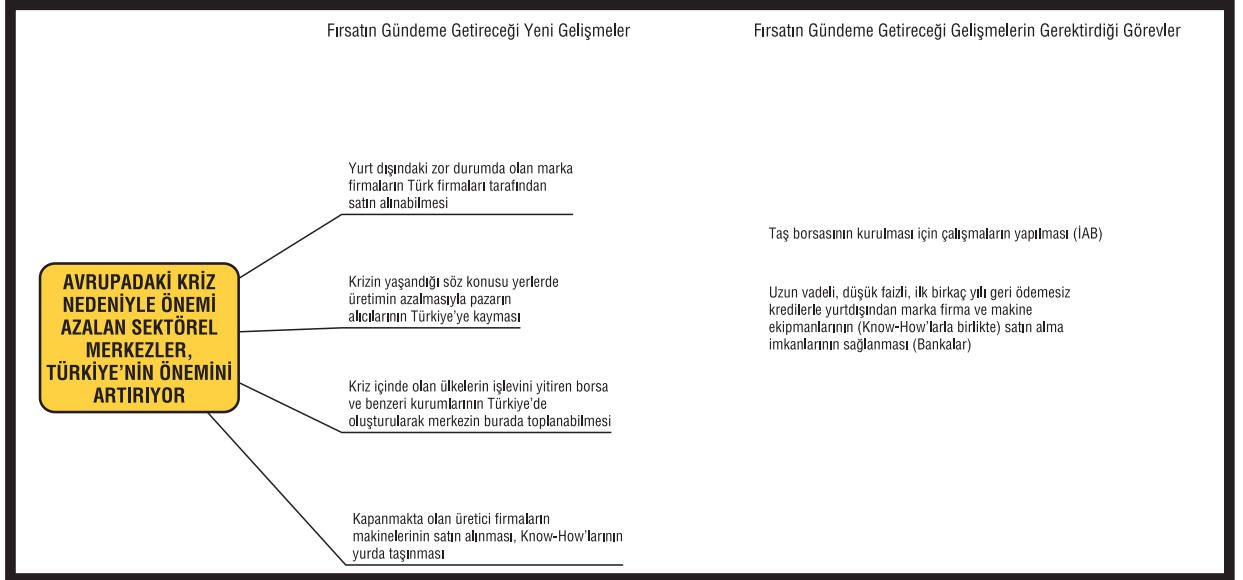 Fırsatın Gündeme Getireceği Yeni Gelişmeler
Fırsatın Gündeme Getireceği Gelişmelerin Gerektirdiği Görevler
AVRUPADAKİ KRİZ
NEDENİYLE ÖNEMİ
AZALAN SEKTÖREL
MERKEZLER,
TÜRKİYE'NİN ÖNEMİNİ
ARTIRIYOR
Yurt dışındaki zor durumda olan marka
firmaların Türk firmaları tarafından
satın alınabilmesi
Krizin yaşandığı söz konusu yerlerde
üretimin azalmasıyla pazarın
alıcılarının Türkiye'ye kayması
Kriz içinde olan ülkelerin işlevini yitiren borsa
ve benzeri kurumlarının Türkiye'de
oluşturularak merkezin burada toplanabilmesi
Kapanmakta olan üretici firmaların
makinelerinin satın alınması, Know-How'larının
yurda taşınması
Taş borsasının kurulması için çalışmaların yapılması (İAB)
Uzun vadeli, düşük faizli, ilk birkaç yılı geri ödemesiz
kredilerle yurtdışından marka firma ve makine
ekipmanlarının (Know-How'larla birlikte) satın alma
imkanlarının sağlanması (Bankalar)